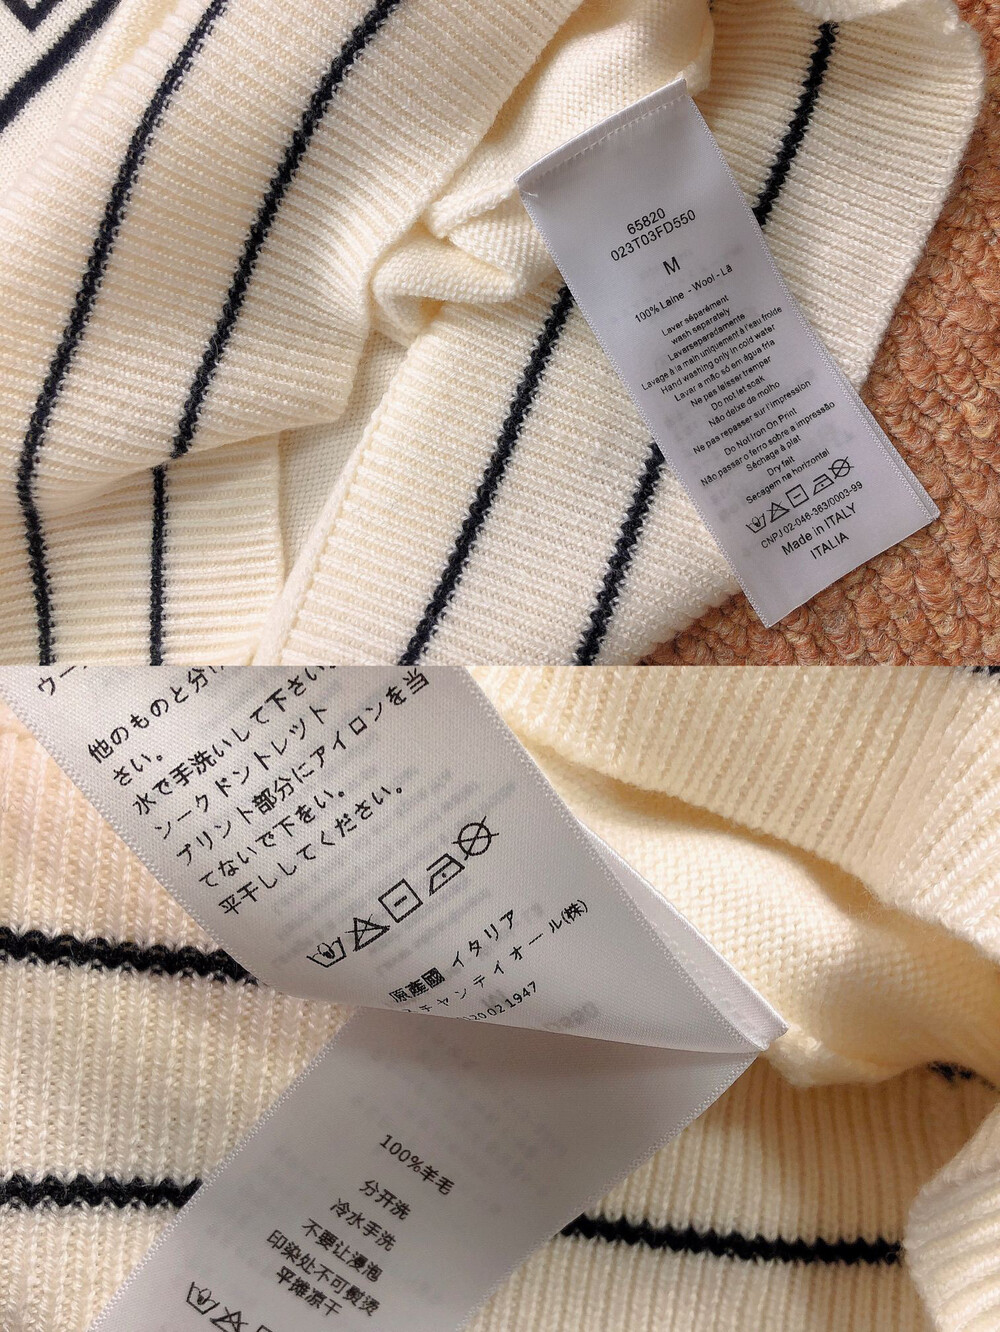 65820
023T03FD550
M
100% Laine - Wool - Lã
Laver séparément
wash separately
Lavarseparadamente
Lavage à la main uniquement à l'eau froide
Hand washing only in cold water
Lavar a mão só em água fria
Ne pas laisser tremper
Do not let soak
Não deixe de molho
Ne pas repasser sur l'impression
Do Not Iron On Print
Não passar o ferro sobre a impressão
Séchage à plat
Dry fait
Secagem na horizontal
CNPJ 02-046-363/0003-99
Made in ITALY
ITALIA
他のものと分け
さい。
水で手洗いして下さい。
ソークドントレット
プリント部分にアイロンを当
てないで下をい。
平干ししてください。
原産國 イタリア
チャンテイオール(株)
020021947
100%羊毛
分开洗
冷水手洗
不要让浸泡
印染处不可熨烫
平摊凉干